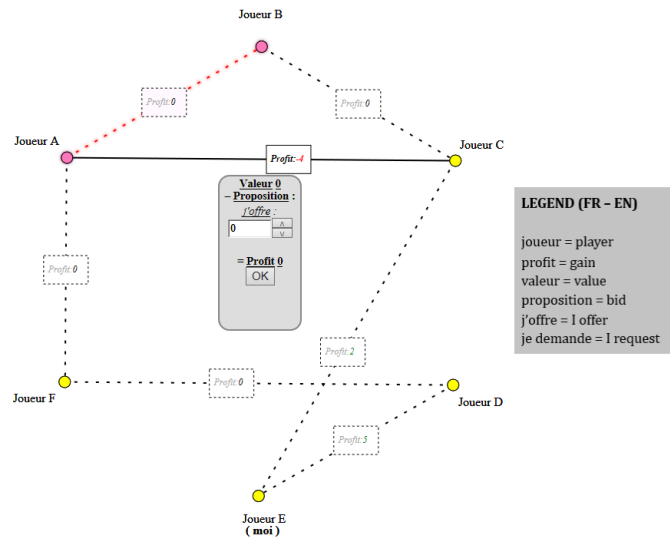 Joueur B
Profit:0
Profit:0
Joueur A
Joueur C
Profit:-4
Valeur 0
– Proposition :
j'offre :
0
= Profit 0
OK
LEGEND (FR – EN)
joueur = player
profit = gain
valeur = value
proposition = bid
j'offre = I offer
je demande = I request
Profit:0
Profit:2
Profit:0
Joueur F
Joueur D
Profit:5
Joueur E
( moi )